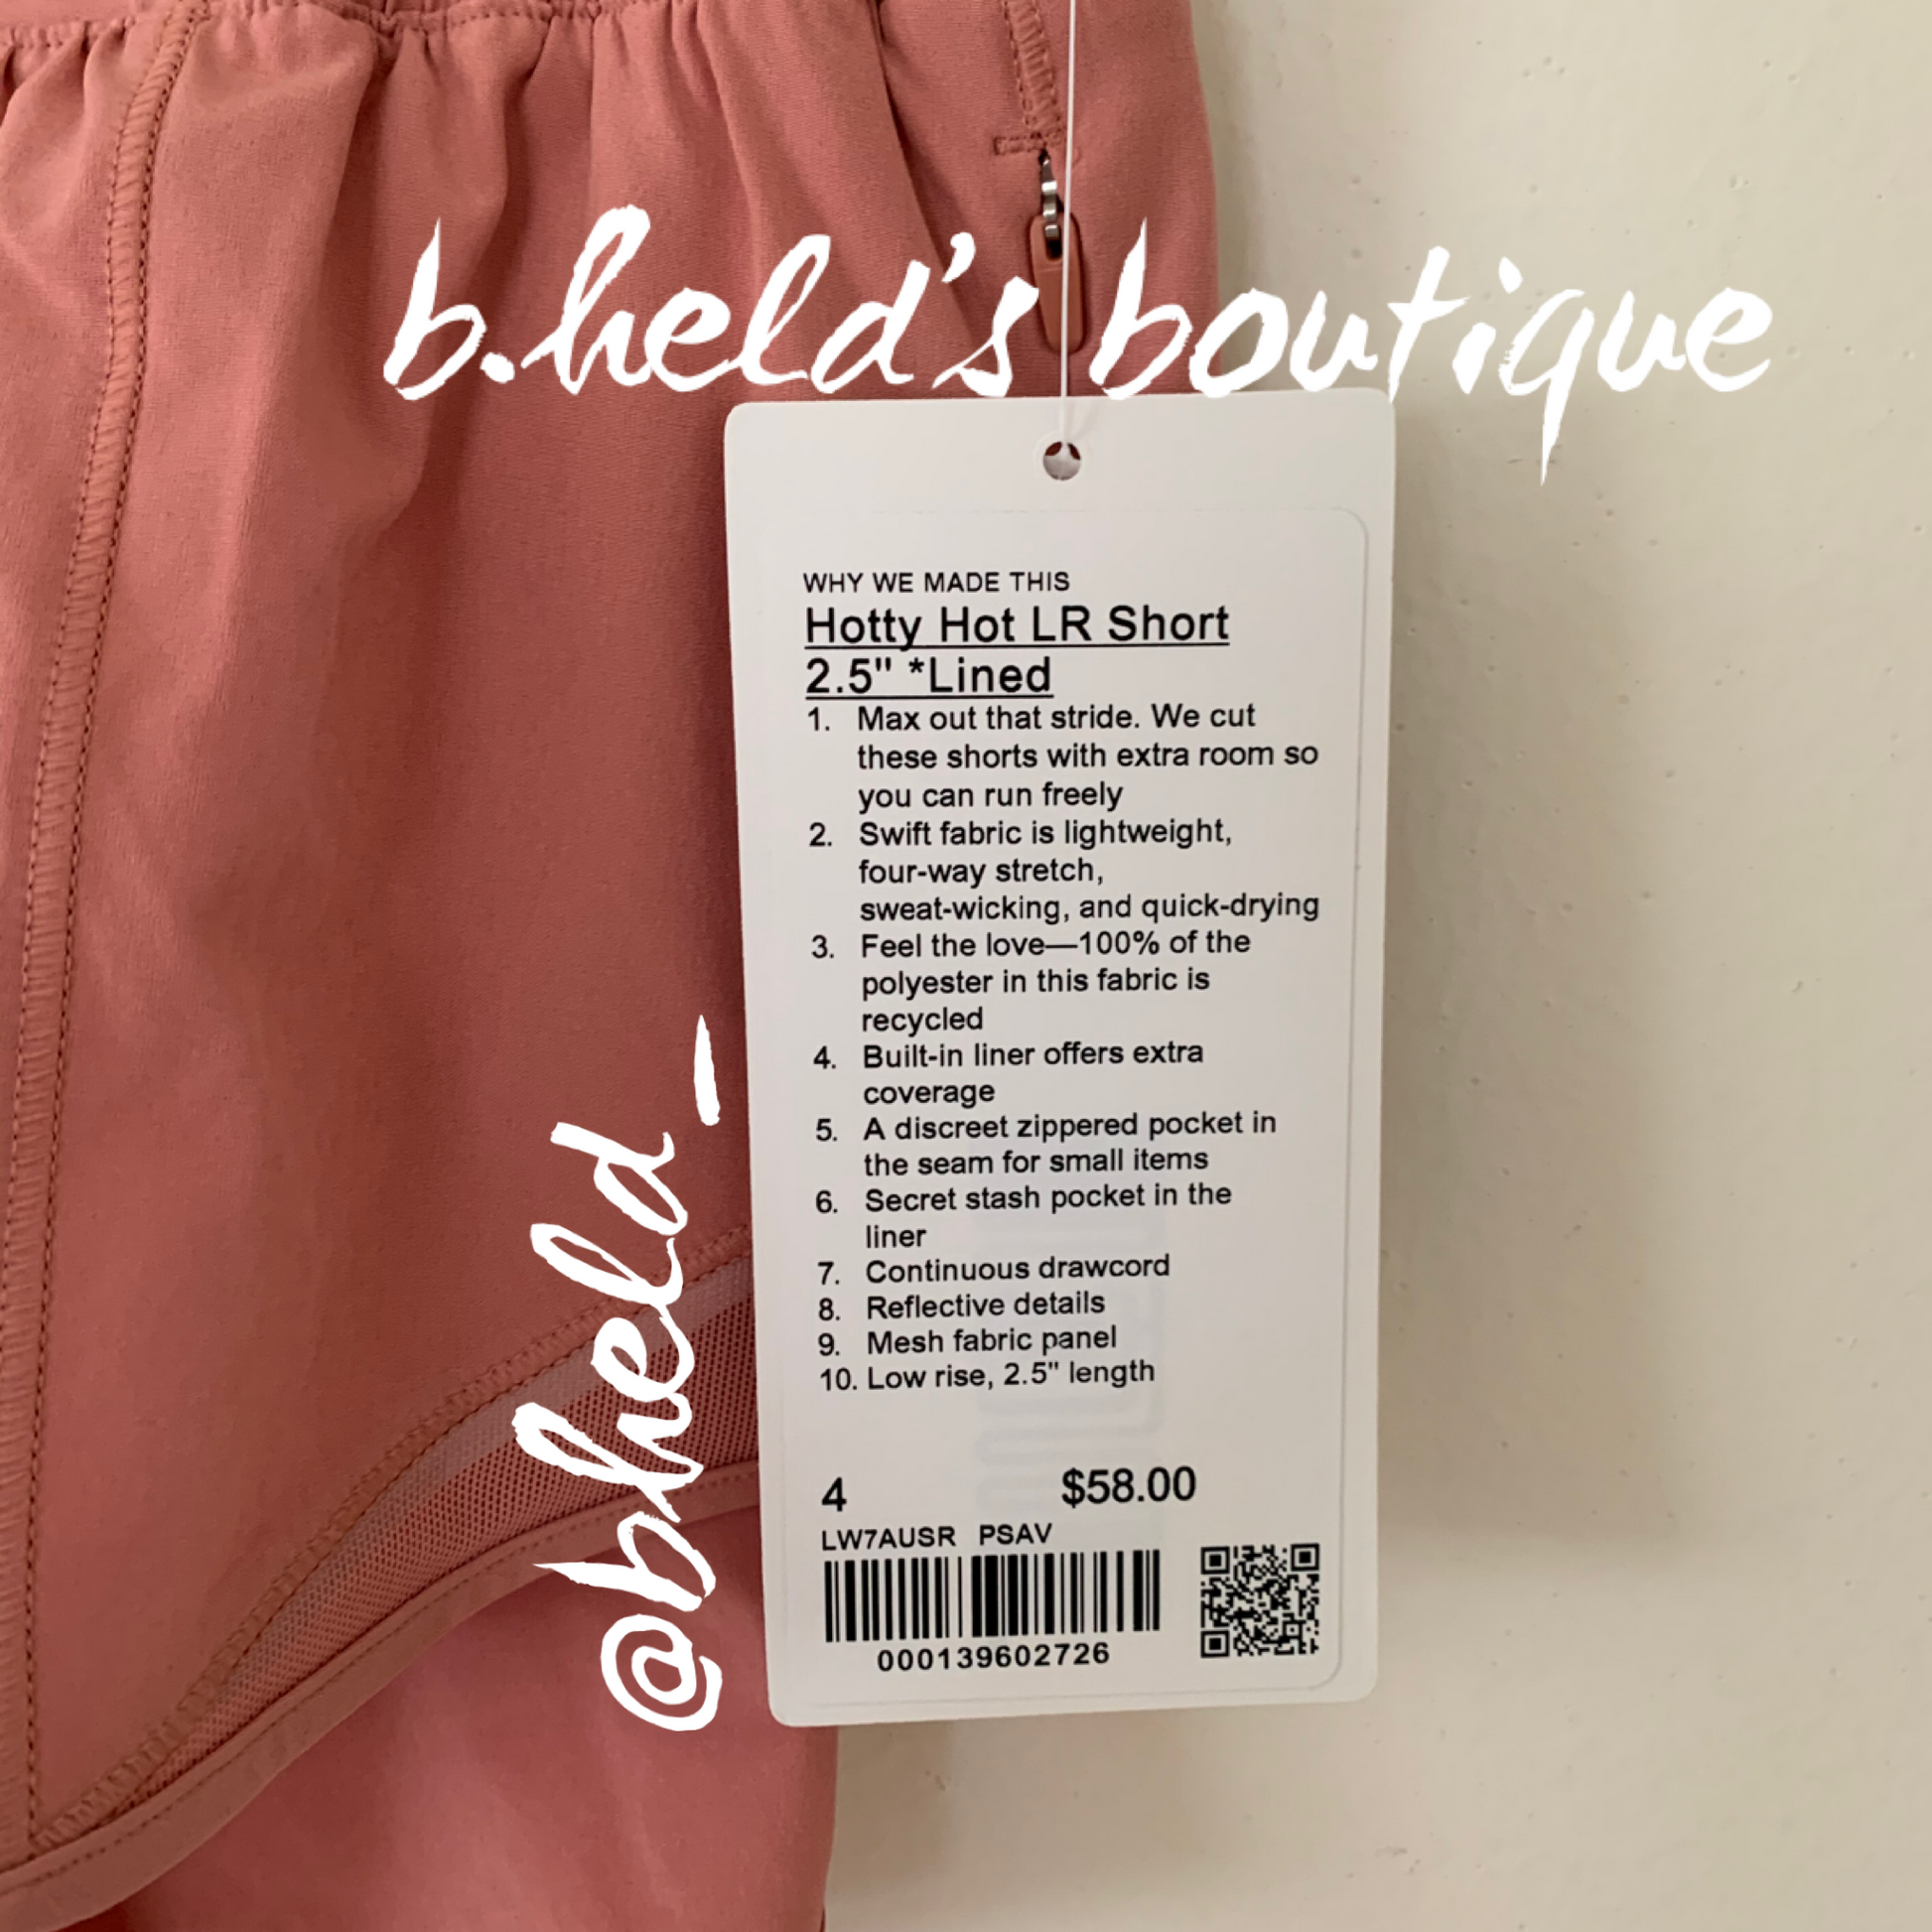 b.held's boutique
WHY WE MADE THIS
Hotty Hot LR Short
2.5" *Lined
1. Max out that stride. We cut
these shorts with extra room so
you can run freely
2. Swift fabric is lightweight,
four-way stretch,
sweat-wicking, and quick-drying
3. Feel the love—100% of the
polyester in this fabric is
recycled
4. Built-in liner offers extra
coverage
5. A discreet zippered pocket in
the seam for small items
6. Secret stash pocket in the
liner
7. Continuous drawcord
8. Reflective details
9. Mesh fabric panel
10. Low rise, 2.5" length
4 $58.00
LW7AUSR PSAV
000139602726
@bheld_